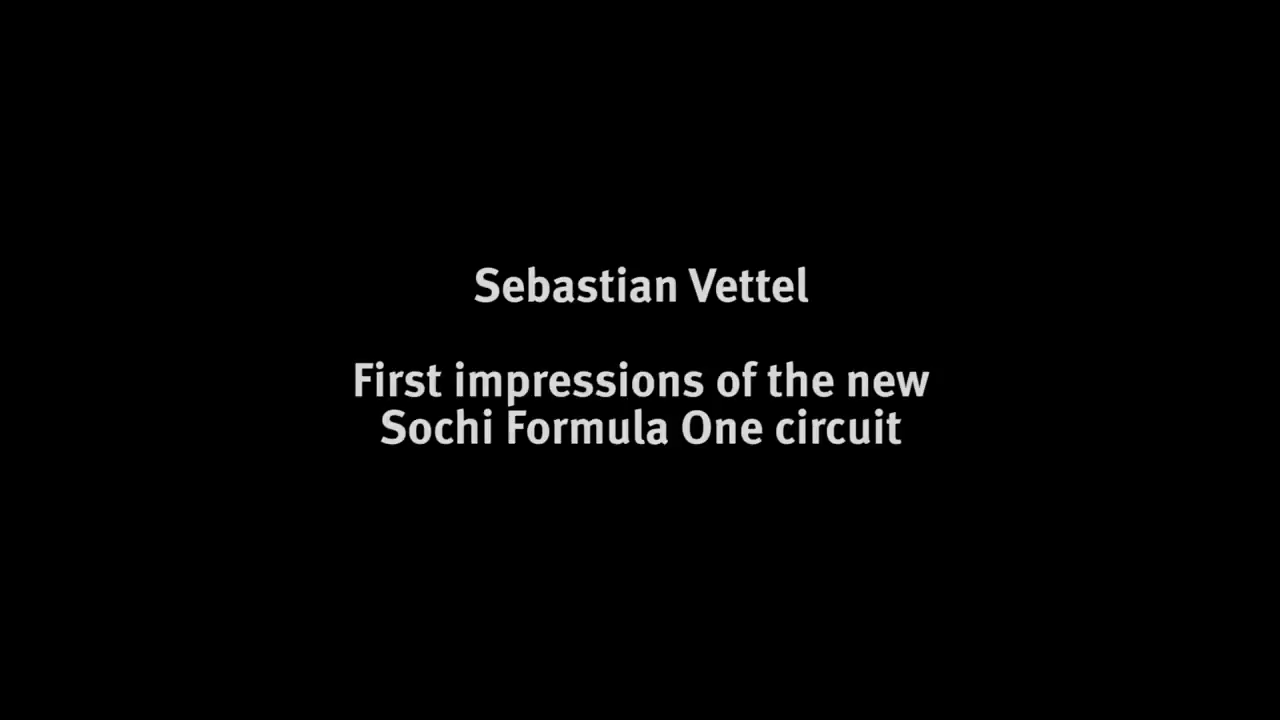 Sebastian Vettel
First impressions of the new
Sochi Formula One circuit